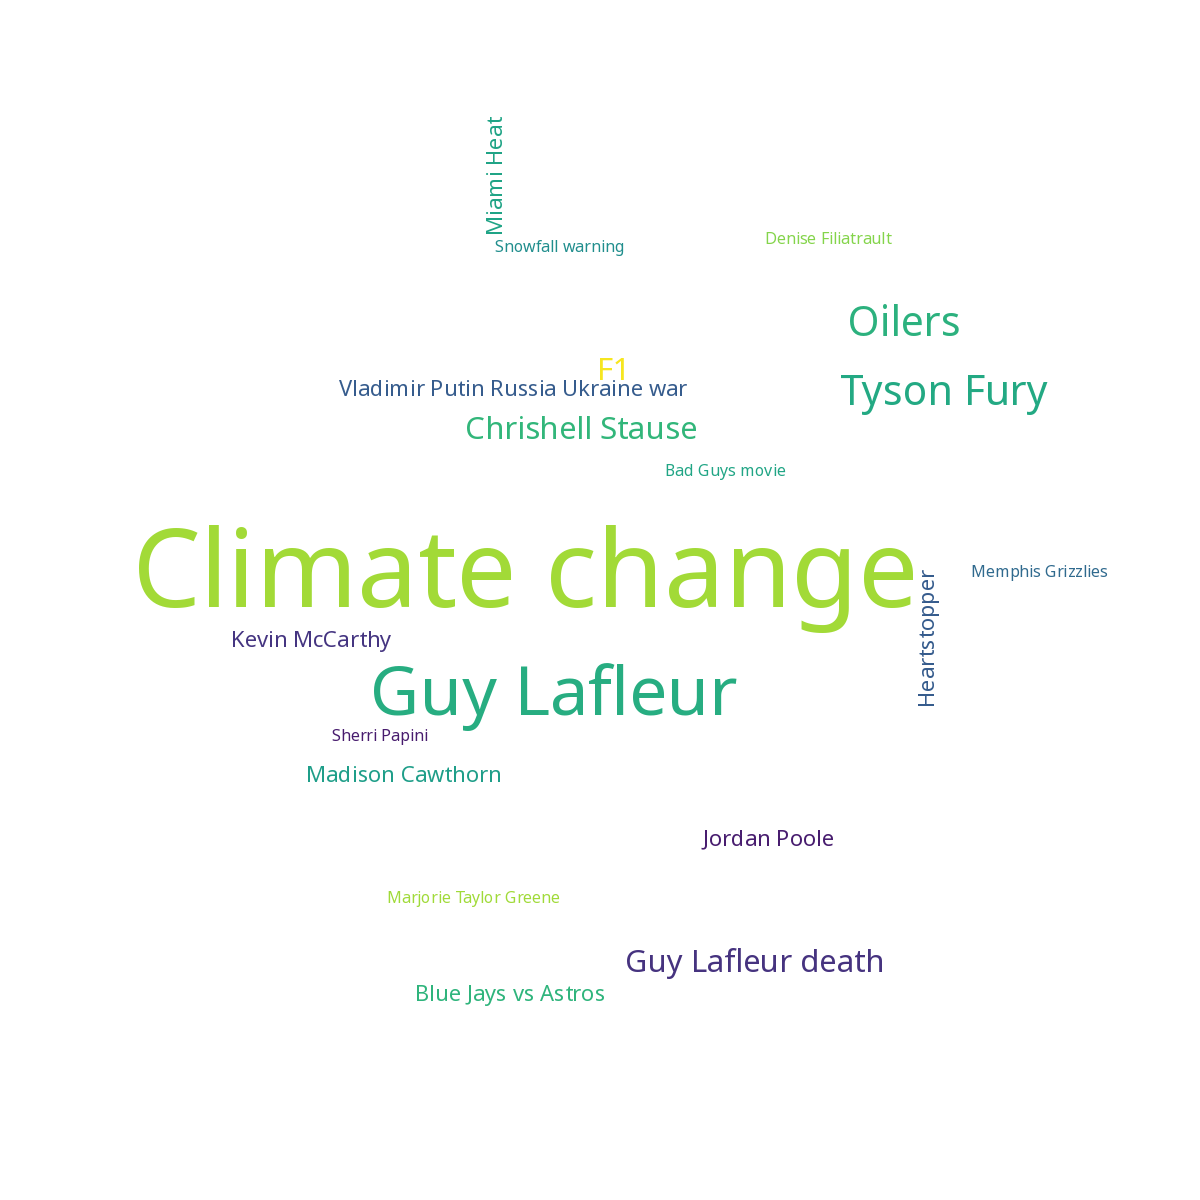 Miami Heat
Snowfall warning
Denise Filiatrault
Oilers
F1
Vladimir Putin Russia Ukraine war
Tyson Fury
Chrishell Stause
Bad Guys movie
Climate change
Memphis Grizzlies
Heartstopper
Kevin McCarthy
Guy Lafleur
Sherri Papini
Madison Cawthorn
Jordan Poole
Marjorie Taylor Greene
Guy Lafleur death
Blue Jays vs Astros